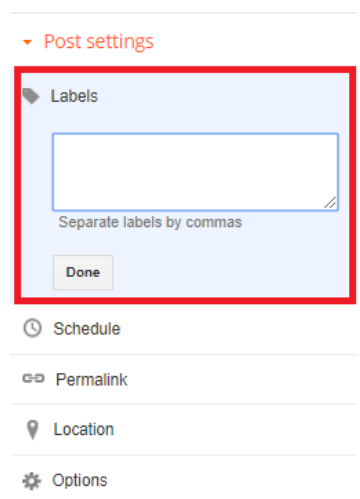 Post settings
Labels
Separate labels by commas
Done
Schedule
Permalink
Location
Options